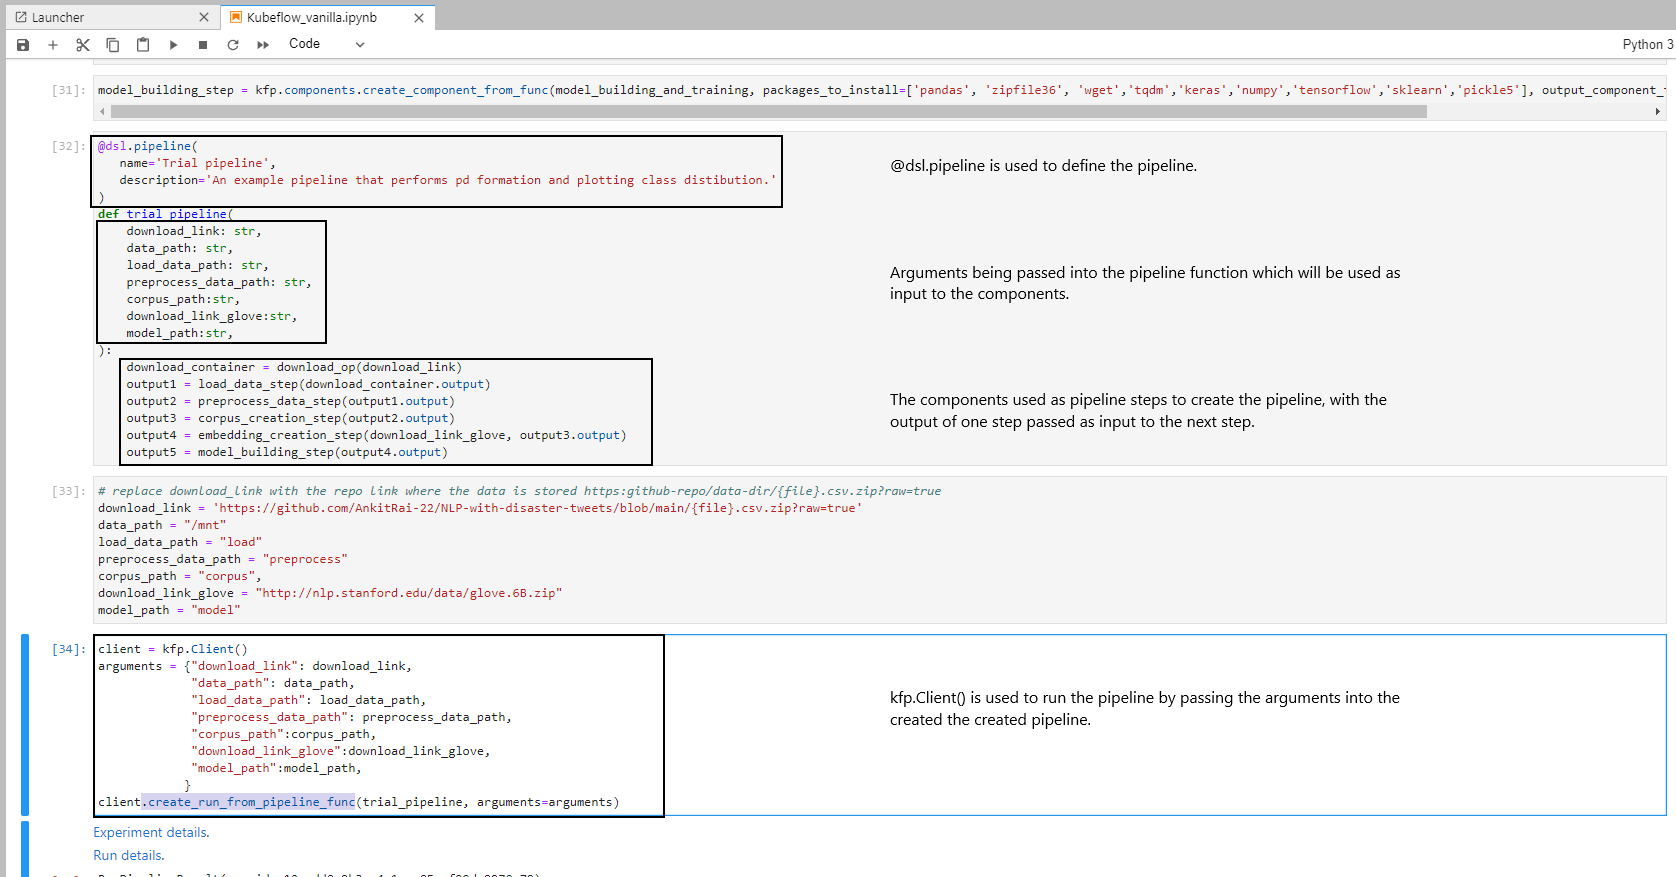 Launcher
Kubeflow_vanilla.ipynb
Code
Python 3
[31]: model_building_step = kfp.components.create_component_from_func(model_building_and_training, packages_to_install=['pandas', 'zipfile36', 'wget','tqdm','keras','numpy','tensorflow','sklearn','pickle5'], output_component_
[32]: @dsl.pipeline(
name='Trial pipeline',
description='An example pipeline that performs pd formation and plotting class distibution.'
)
@dsl.pipeline is used to define the pipeline.
def trial_pipeline(
download_link: str,
data_path: str,
load_data_path: str,
preprocess_data_path: str,
corpus_path:str,
download_link_glove:str,
model_path:str,
):
Arguments being passed into the pipeline function which will be used as
input to the components.
download_container = download_op(download_link)
output1 = load_data_step(download_container.output)
output2 = preprocess_data_step(output1.output)
output3 = corpus_creation_step(output2.output)
output4 = embedding_creation_step(download_link_glove, output3.output)
output5 = model_building_step(output4.output)
The components used as pipeline steps to create the pipeline, with the
output of one step passed as input to the next step.
[33]: # replace download_link with the repo link where the data is stored https:github-repo/data-dir/{file}.csv.zip?raw=true
download_link = 'https://github.com/AnkitRai-22/NLP-with-disaster-tweets/blob/main/{file}.csv.zip?raw=true'
data_path = "/mnt"
load_data_path = "load"
preprocess_data_path = "preprocess"
corpus_path = "corpus",
download_link_glove = "http://nlp.stanford.edu/data/glove.6B.zip"
model_path = "model"
[34]: client = kfp.Client()
arguments = {"download_link": download_link,
"data_path": data_path,
"load_data_path": load_data_path,
"preprocess_data_path": preprocess_data_path,
"corpus_path":corpus_path,
"download_link_glove":download_link_glove,
"model_path":model_path,
}
client.create_run_from_pipeline_func(trial_pipeline, arguments=arguments)
kfp.Client() is used to run the pipeline by passing the arguments into the
created the created pipeline.
Experiment details.
Run details.